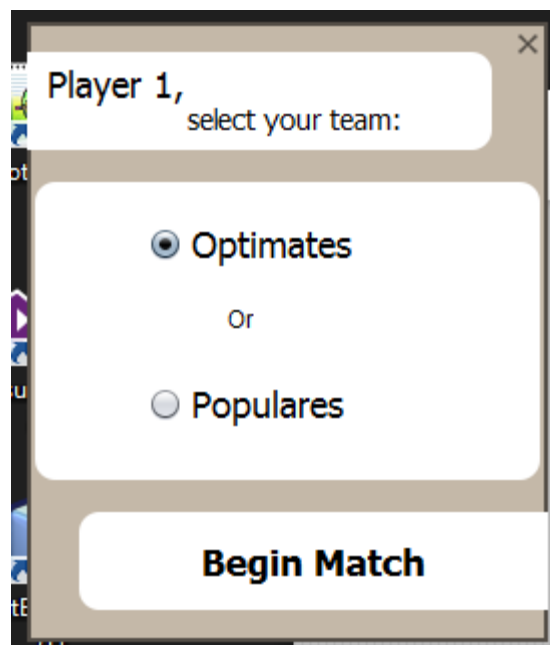 Player 1,
select your team:
Optimates
Or
Populares
Begin Match